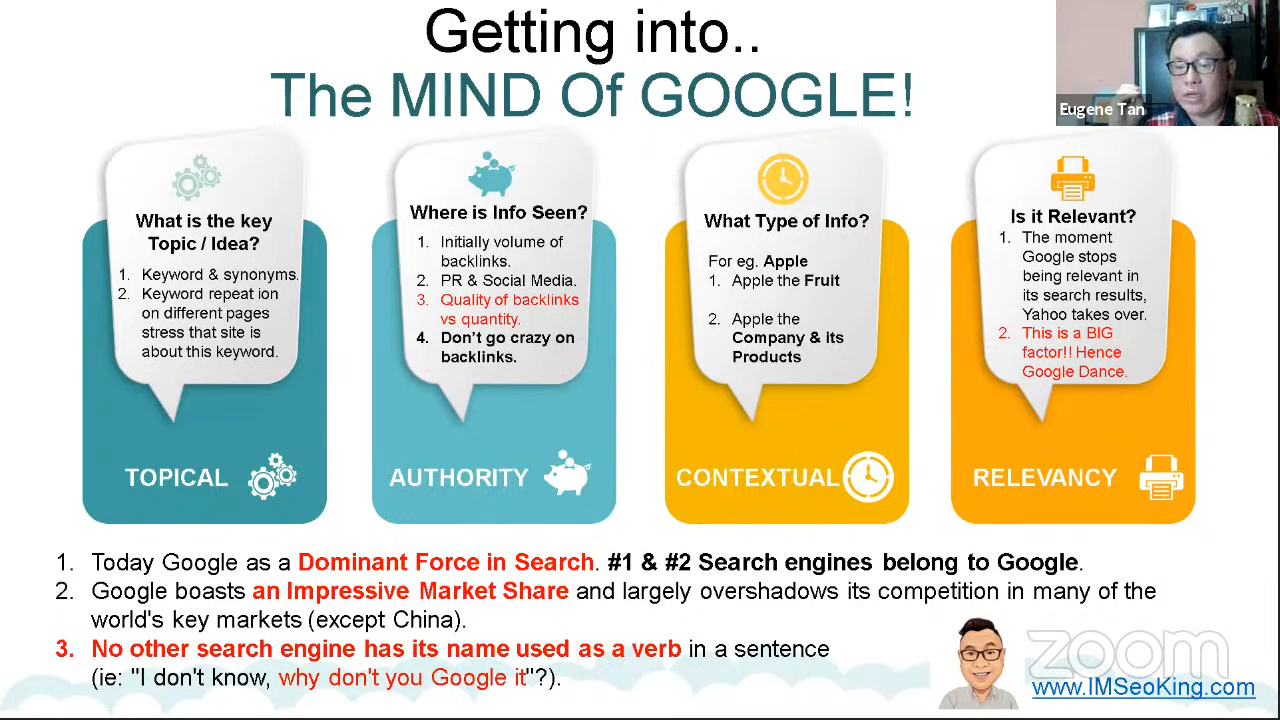 Getting into..
The MIND Of GOOGLE!
Eugene Tan
What is the key
Topic / Idea?
1. Keyword & synonyms.
2. Keyword repeat ion
on different pages
stress that site is
about this keyword.
TOPICAL
Where is Info Seen?
1. Initially volume of
backlinks.
2. PR & Social Media.
3. Quality of backlinks
vs quantity.
4. Don't go crazy on
backlinks.
AUTHORITY
What Type of Info?
For eg. Apple
1. Apple the Fruit
2. Apple the
Company & its
Products
CONTEXTUAL
Is it Relevant?
1. The moment
Google stops
being relevant in
its search results,
Yahoo takes over.
2. This is a BIG
factor!! Hence
Google Dance.
RELEVANCY
1. Today Google as a Dominant Force in Search. #1 & #2 Search engines belong to Google.
2. Google boasts an Impressive Market Share and largely overshadows its competition in many of the
world's key markets (except China).
3. No other search engine has its name used as a verb in a sentence
(ie: "I don't know, why don't you Google it"?).
zoom
www.IMSeoKing.com